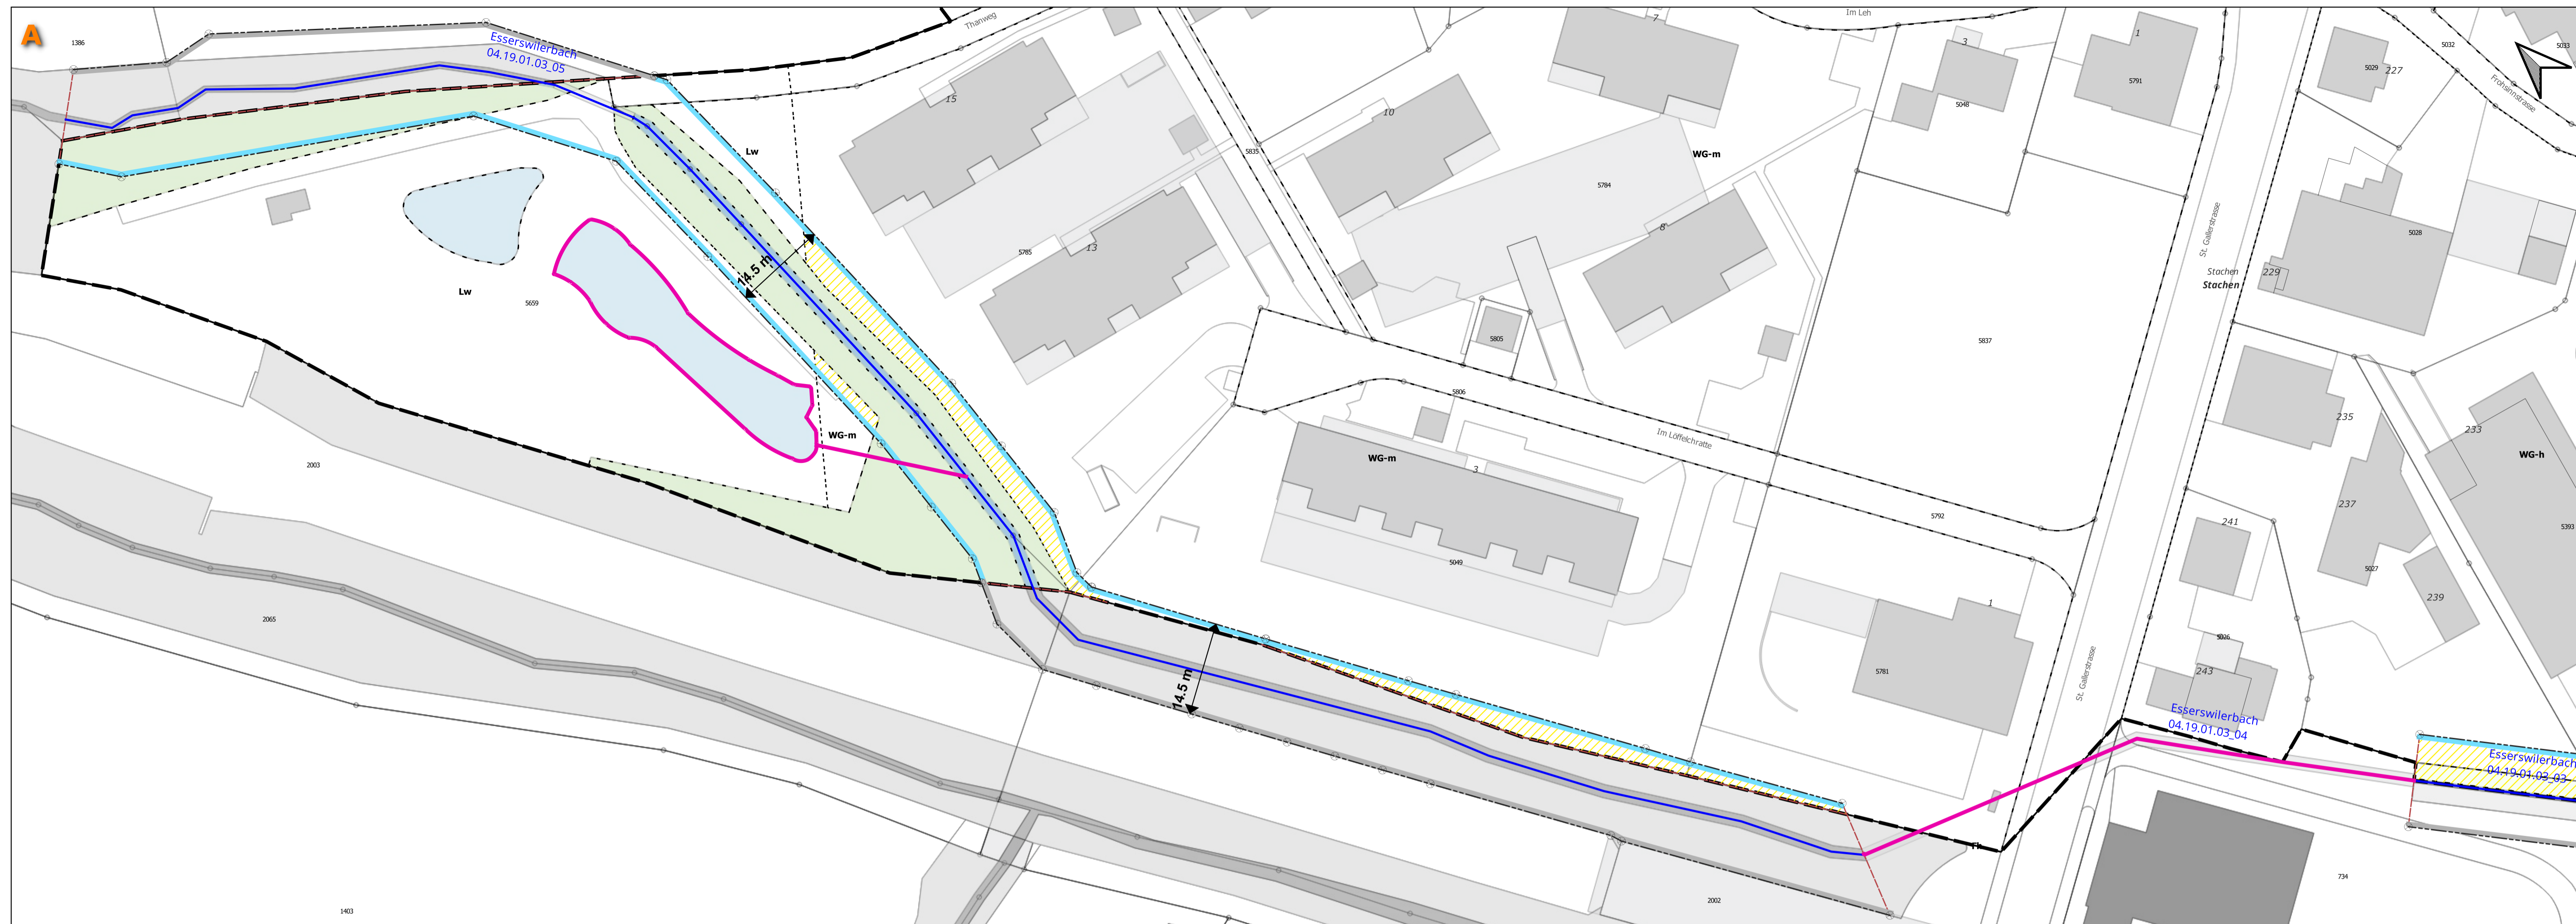 A
1386
Esserswilerbach
04.19.01.03_05
Thanweg
Im Leh
7
3
1
5032
5033
5029
227
Frohsinnstrasse
15
10
5791
5048
Lw
5835
WG-m
5784
8
St. Gallerstrasse
5028
229
Stachen
Stachen
5785
13
14.5 m
Lw
5659
5805
5837
5806
235
233
WG-m
WG-m
Im Löffelchratte
3
WG-h
2003
237
5792
241
5393
5049
5027
239
1
2065
5026
St. Gallerstrasse
5781
243
14.5 m
Esserswilerbach
04.19.01.03_04
Esserswilerbach
04.19.01.03_03
Fh
734
2002
1403